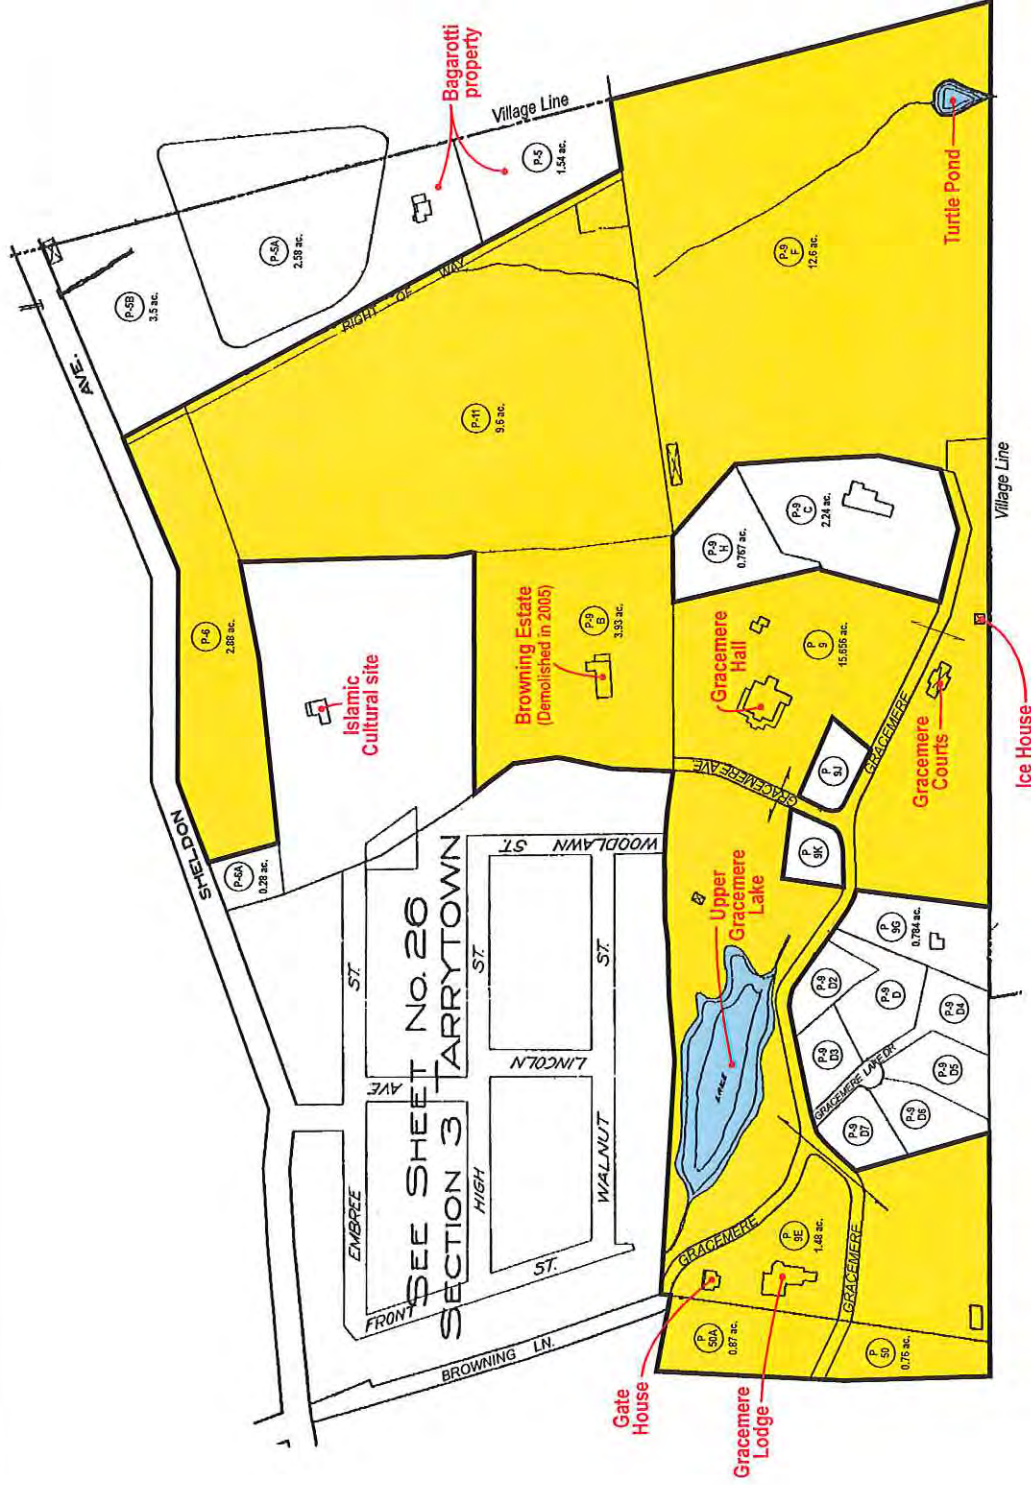 Bagarotti
property
Village Line
P-5
1.54 ac.
P-5A
2.58 ac.
P-5B
3.5 ac.
AVE.
SHELDON
RIGHT OF WAY
P-11
9.6 ac.
P-9
F
12.6 ac.
Turtle Pond
Village Line
P-6
2.88 ac.
P-6A
0.28 ac.
Islamic
Cultural site
Browning Estate
(Demolished in 2005)
P-9
B
3.93 ac.
P-9
H
0.767 ac.
P-9
C
2.24 ac.
Gracemere
Hall
P
9
15.656 ac.
GRACEMERE AVE
GRACEMERE
P
9J
P
9K
GRACEMERE
Gracemere
Courts
Ice House
SEE SHEET No. 26
SECTION 3 TARRYTOWN
WOODLAWN ST.
ST.
ST.
ST.
AVE
LINCOLN
EMBREE
HIGH
WALNUT
FRONT
ST.
BROWNING LN.
Upper
Gracemere
Lake
LAKE
P
9G
0.784 ac.
P-9
D2
P-9
D
P-9
D4
P-9
D3
P-9
D5
P-9
D6
P-9
D7
GRACEMERE LAKE DR
GRACEMERE
GRACEMERE
P
9E
1.48 ac.
P
50A
0.87 ac.
P
50
0.76 ac.
Gate
House
Gracemere
Lodge